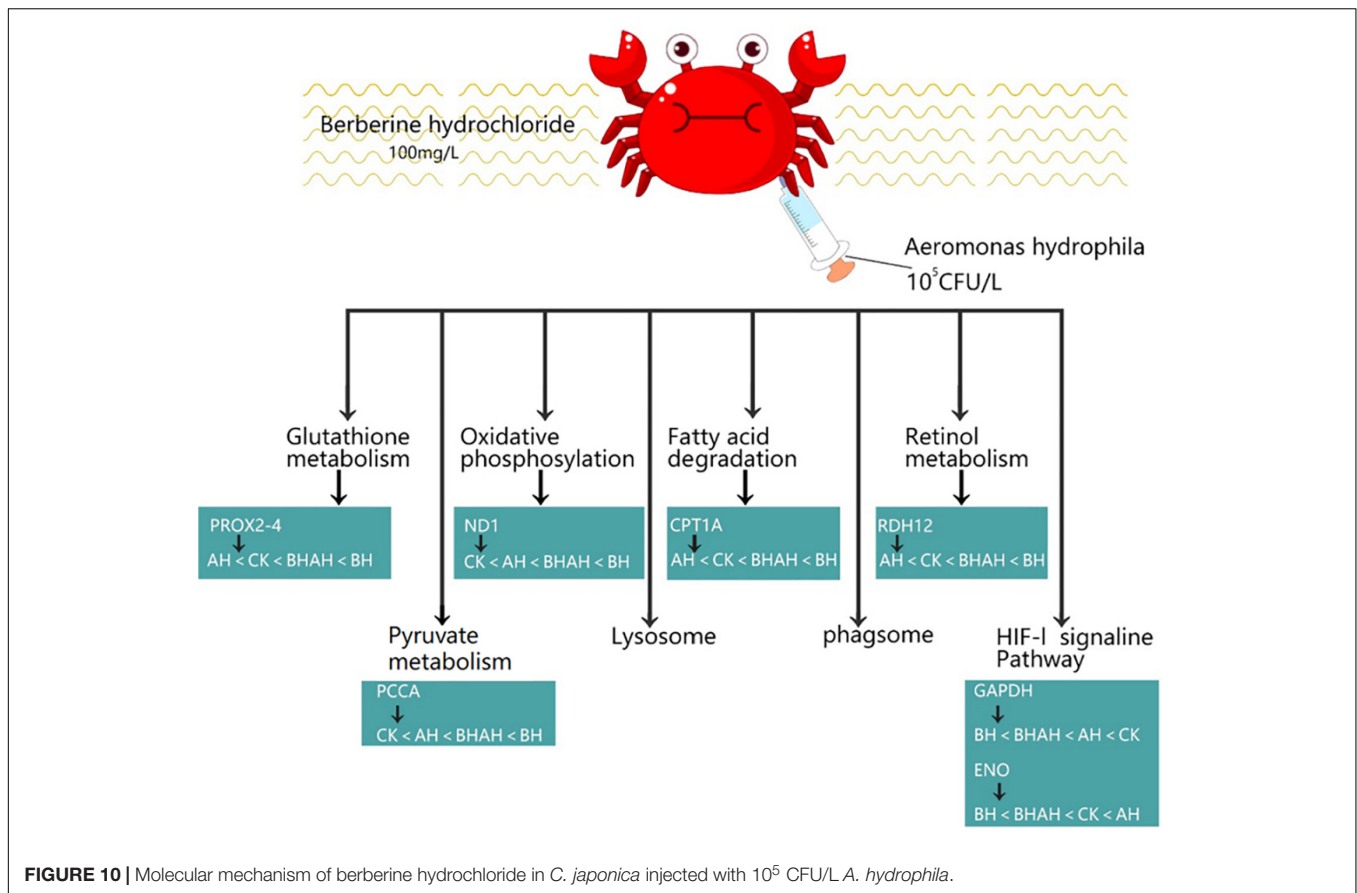 Berberine hydrochloride
100mg/L
Aeromonas hydrophila
10⁵CFU/L
Glutathione
metabolism
PROX2-4
AH < CK < BHAH < BH
Oxidative
phosphosylation
ND1
CK < AH < BHAH < BH
Fatty acid
degradation
CPT1A
AH < CK < BHAH < BH
Retinol
metabolism
RDH12
AH < CK < BHAH < BH
Pyruvate
metabolism
PCCA
CK < AH < BHAH < BH
Lysosome
phagsome
HIF-l signaline
Pathway
GAPDH
BH < BHAH < AH < CK
ENO
BH < BHAH < CK < AH
FIGURE 10 | Molecular mechanism of berberine hydrochloride in C. japonica injected with 10⁵ CFU/L A. hydrophila.